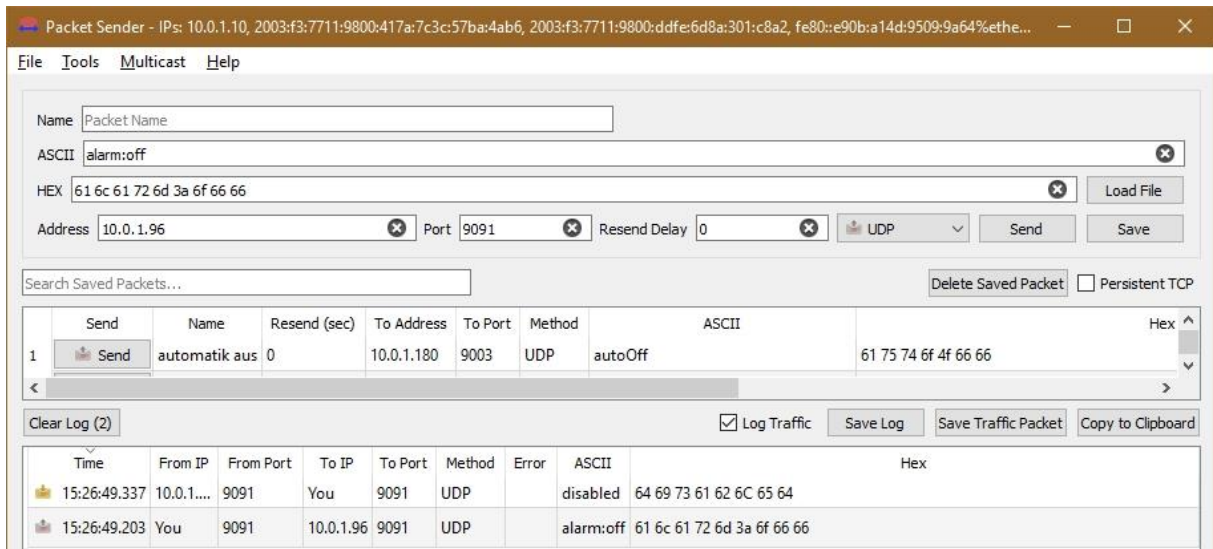 Packet Sender - IPs: 10.0.1.10, 2003:f3:7711:9800:417a:7c3c:57ba:4ab6, 2003:f3:7711:9800:ddfe:6d8a:301:c8a2, fe80::e90b:a14d:9509:9a64%ethe...
File Tools Multicast Help
Name Packet Name
ASCII alarm:off
HEX 61 6c 61 72 6d 3a 6f 66 66 Load File
Address 10.0.1.96 Port 9091 Resend Delay 0 UDP Send Save
Search Saved Packets... Delete Saved Packet Persistent TCP
Send Name Resend (sec) To Address To Port Method ASCII Hex
1 Send automatik aus 0 10.0.1.180 9003 UDP autoOff 61 75 74 6f 4f 66 66
Clear Log (2) Log Traffic Save Log Save Traffic Packet Copy to Clipboard
Time From IP From Port To IP To Port Method Error ASCII Hex
15:26:49.337 10.0.1.... 9091 You 9091 UDP disabled 64 69 73 61 62 6C 65 64
15:26:49.203 You 9091 10.0.1.96 9091 UDP alarm:off 61 6c 61 72 6d 3a 6f 66 66